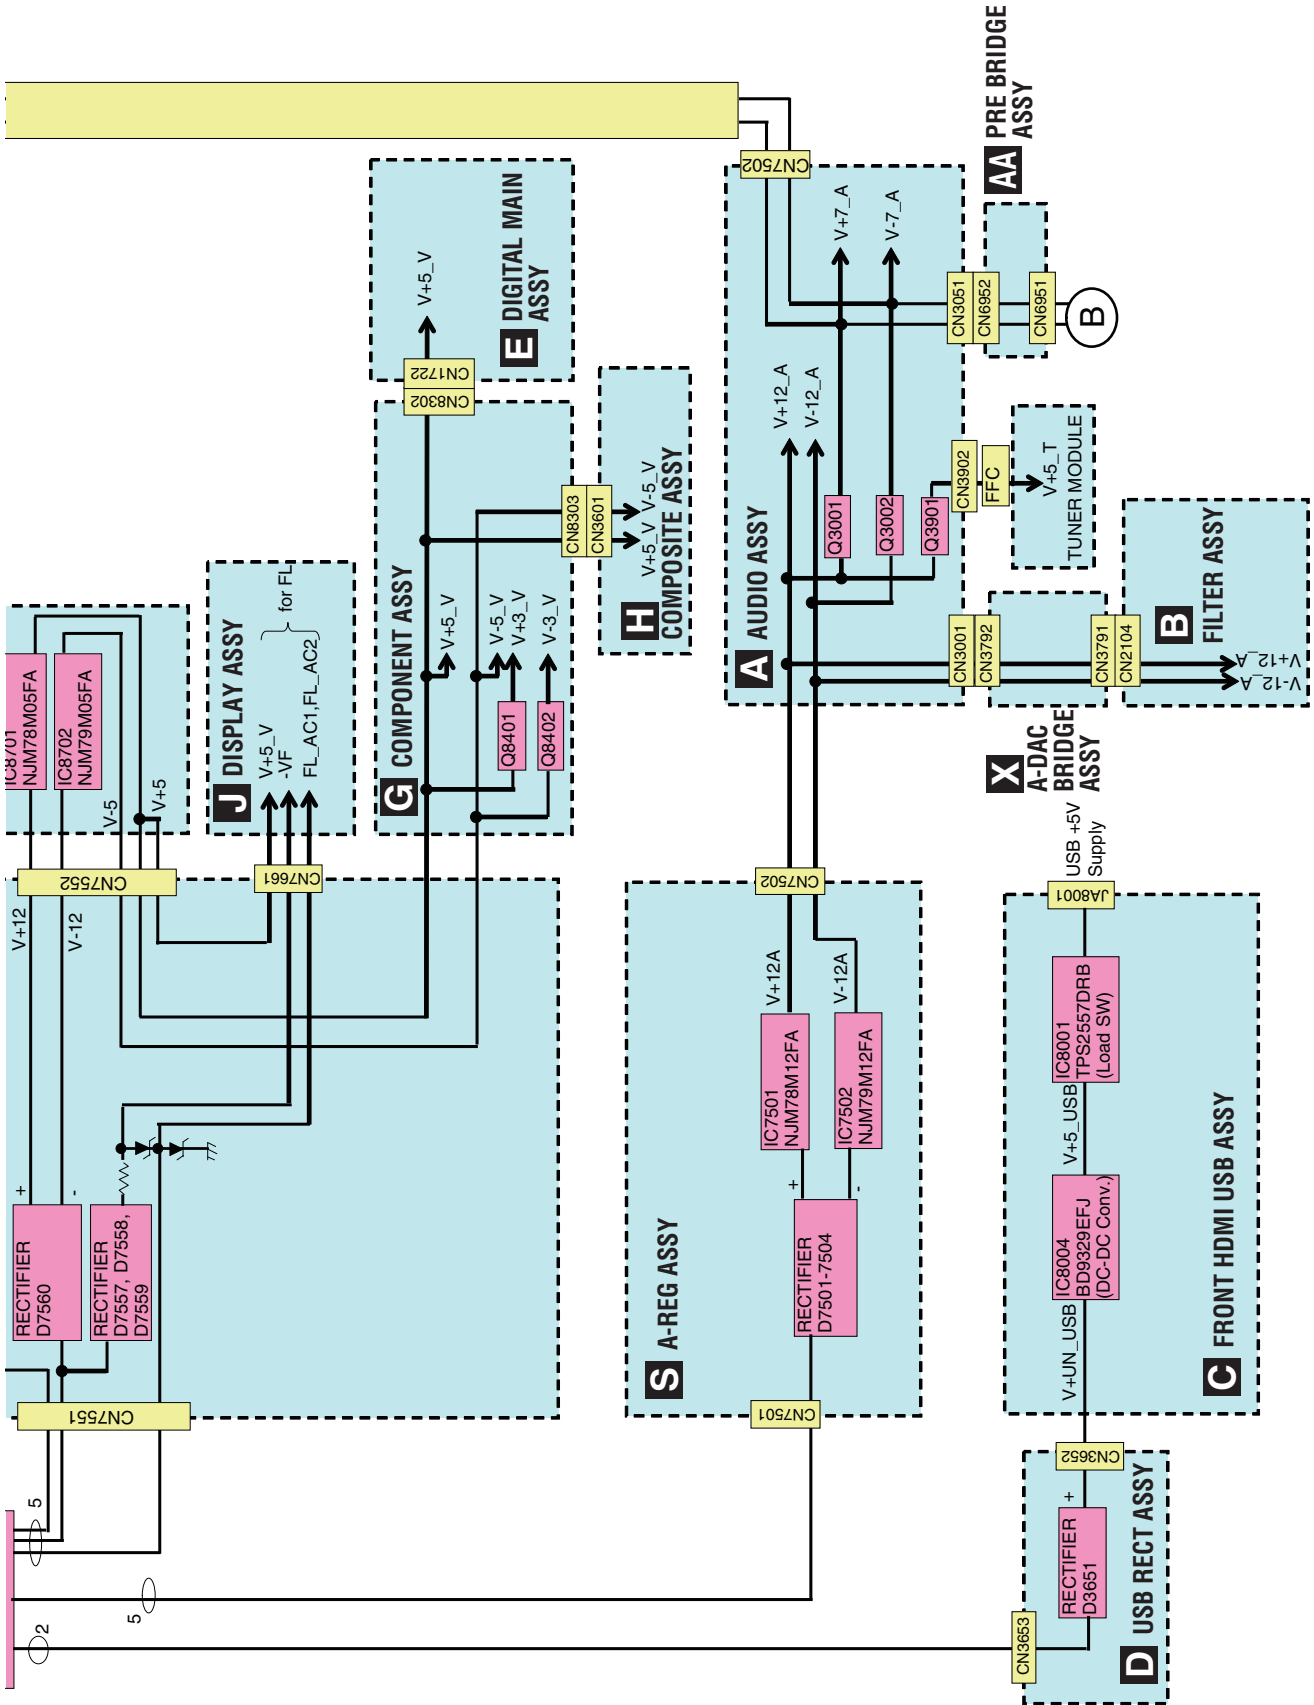 AA PRE BRIDGE
ASSY
CN7502
V+7_A
V-7_A
CN3051
CN6952
CN6951
B
E DIGITAL MAIN
ASSY
V+5_V
CN1722
CN8302
V+12_A
V-12_A
CN8303
CN3601
V+5_V V-5_V
H COMPOSITE ASSY
CN3902
FFC
V+5_T
TUNER MODULE
Q3001
Q3002
Q3901
A AUDIO ASSY
B FILTER ASSY
CN3001
CN3792
CN3791
CN2104
V+12_A
V-12_A
X A-DAC
BRIDGE
ASSY
IC8701
NJM78M05FA
IC8702
NJM79M05FA
V-5
V+5
J DISPLAY ASSY
V+5_V
-VF
FL_AC1,FL_AC2
for FL
G COMPONENT ASSY
V+5_V
V-5_V
V+3_V
V-3_V
Q8401
Q8402
CN7552
CN7661
V+12
V-12
CN7502
JA8001
USB +5V
Supply
V+12A
V-12A
IC7501
NJM78M12FA
IC7502
NJM79M12FA
IC8001
TPS2557DRB
(Load SW)
V+5_USB
+
-
RECTIFIER
D7560
RECTIFIER
D7557, D7558,
D7559
+
-
RECTIFIER
D7501-7504
S A-REG ASSY
IC8004
BD9329EFJ
(DC-DC Conv.)
V+UN_USB
C FRONT HDMI USB ASSY
CN7551
CN7501
CN3652
5
5
2
+
RECTIFIER
D3651
CN3653
D USB RECT ASSY